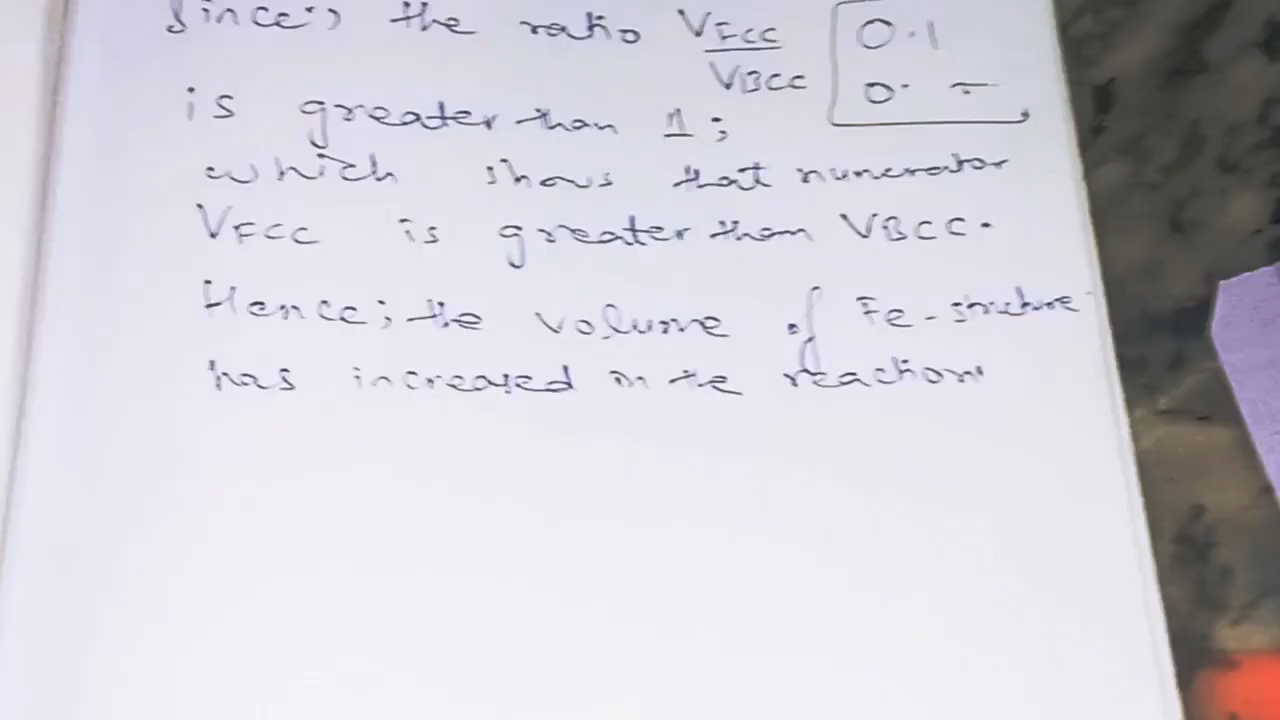 Since; the ratio VFCC 0.1
VBCC 0.
is greater than 1;
which shows that numerator
VFCC is greater than VBCC.
Hence; the volume of Fe-structure
has increased in the reaction